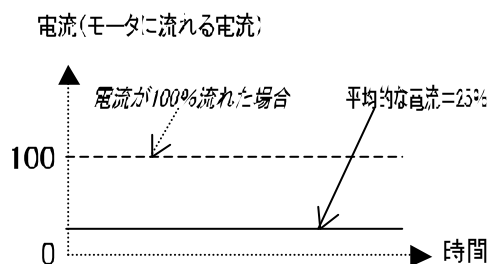 電流(モータに流れる電流)
電流が100%流れた場合
平均的な電流=25%
100
0
時間